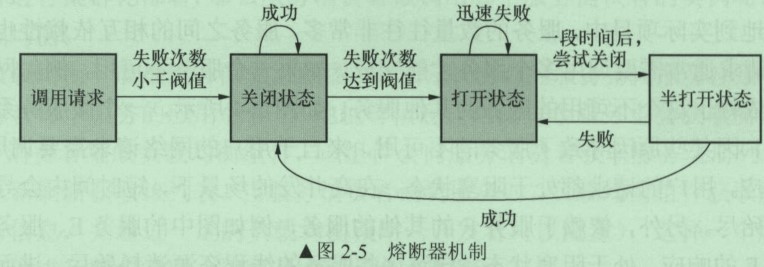 成功
迅速失败
一段时间后，
尝试关闭
失败次数
小于阀值
失败次数
达到阀值
调用请求
关闭状态
打开状态
半打开状态
失败
成功
▲图 2-5 熔断器机制